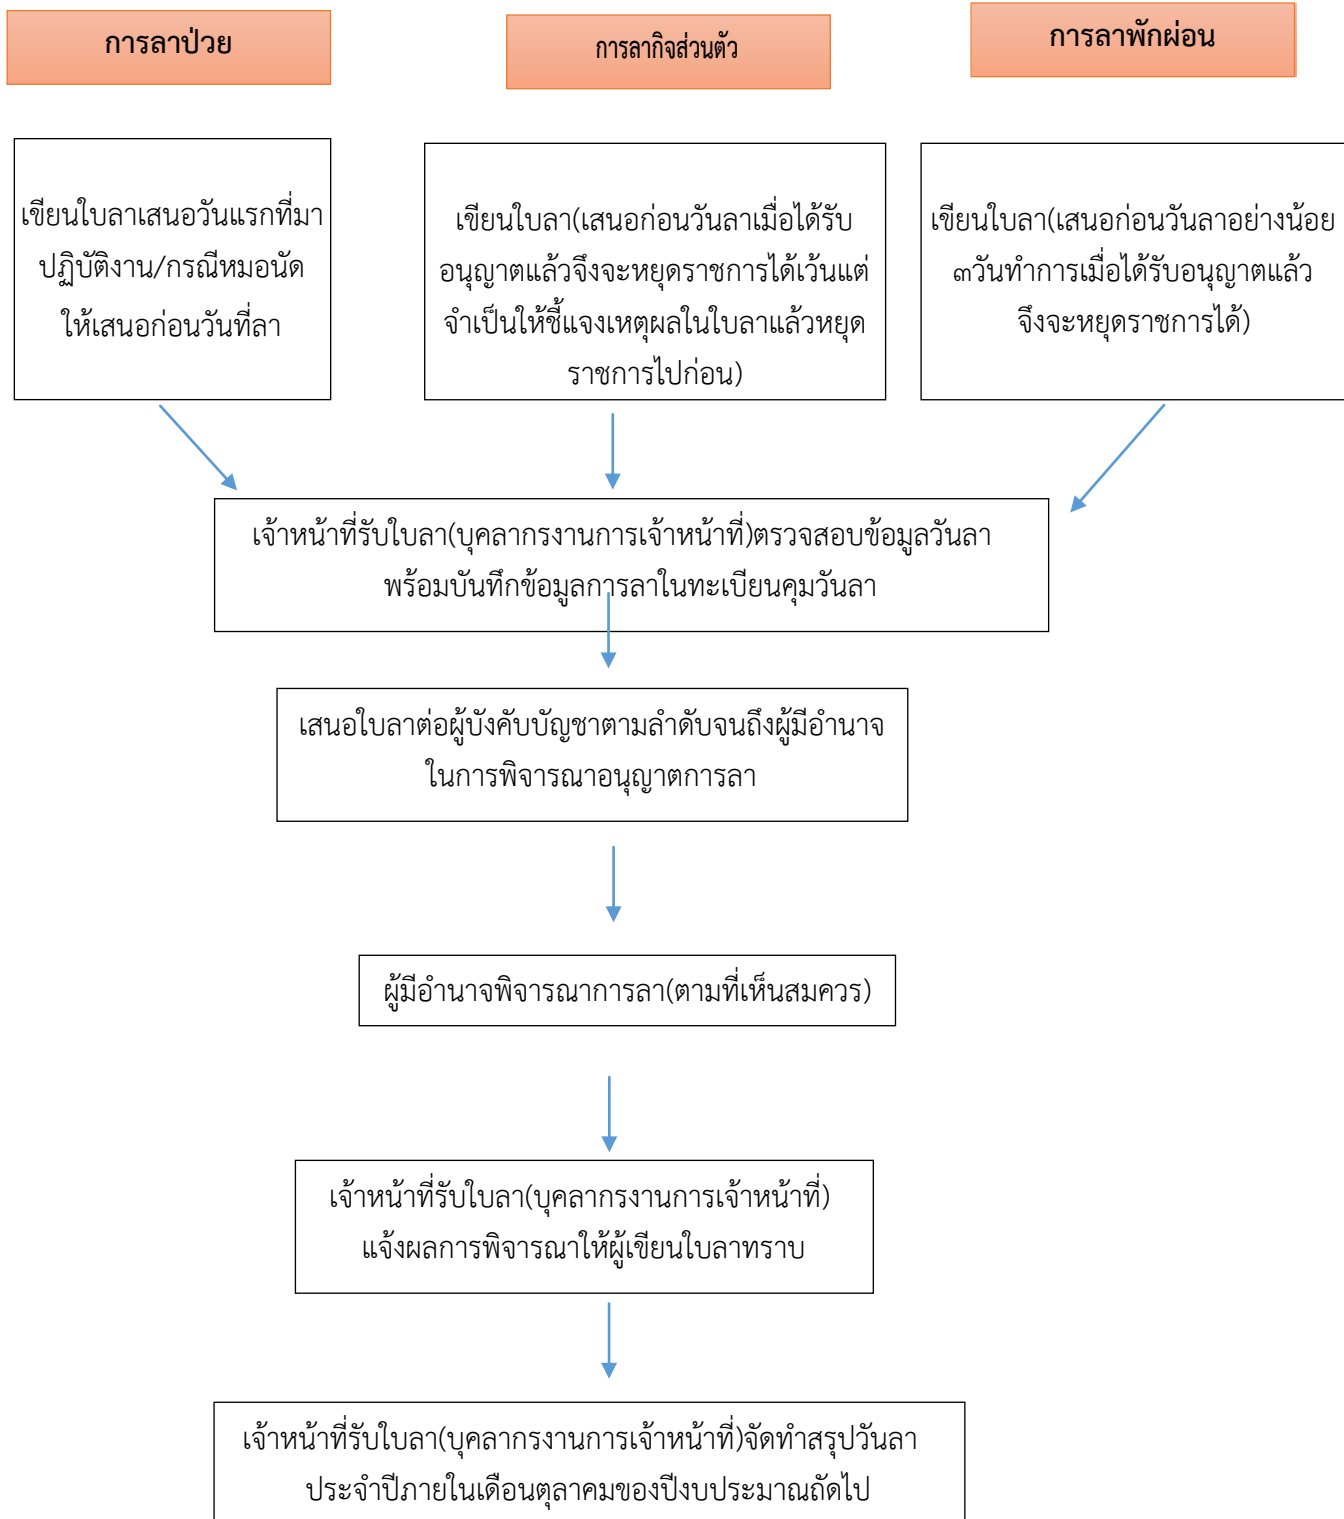 การลาป่วย
การลากิจส่วนตัว
การลาพักผ่อน
เขียนใบลาเสนอวันแรกที่มา
ปฏิบัติงาน/กรณีหมอนัด
ให้เสนอก่อนวันที่ลา
เขียนใบลา(เสนอก่อนวันลาเมื่อได้รับ
อนุญาตแล้วจึงจะหยุดราชการได้เว้นแต่
จำเป็นให้ชี้แจงเหตุผลในใบลาแล้วหยุด
ราชการไปก่อน)
เขียนใบลา(เสนอก่อนวันลาอย่างน้อย
๓วันทำการเมื่อได้รับอนุญาตแล้ว
จึงจะหยุดราชการได้)
เจ้าหน้าที่รับใบลา(บุคลากรงานการเจ้าหน้าที่)ตรวจสอบข้อมูลวันลา
พร้อมบันทึกข้อมูลการลาในทะเบียนคุมวันลา
เสนอใบลาต่อผู้บังคับบัญชาตามลำดับจนถึงผู้มีอำนาจ
ในการพิจารณาอนุญาตการลา
ผู้มีอำนาจพิจารณาการลา(ตามที่เห็นสมควร)
เจ้าหน้าที่รับใบลา(บุคลากรงานการเจ้าหน้าที่)
แจ้งผลการพิจารณาให้ผู้เขียนใบลาทราบ
เจ้าหน้าที่รับใบลา(บุคลากรงานการเจ้าหน้าที่)จัดทำสรุปวันลา
ประจำปีภายในเดือนตุลาคมของปีงบประมาณถัดไป